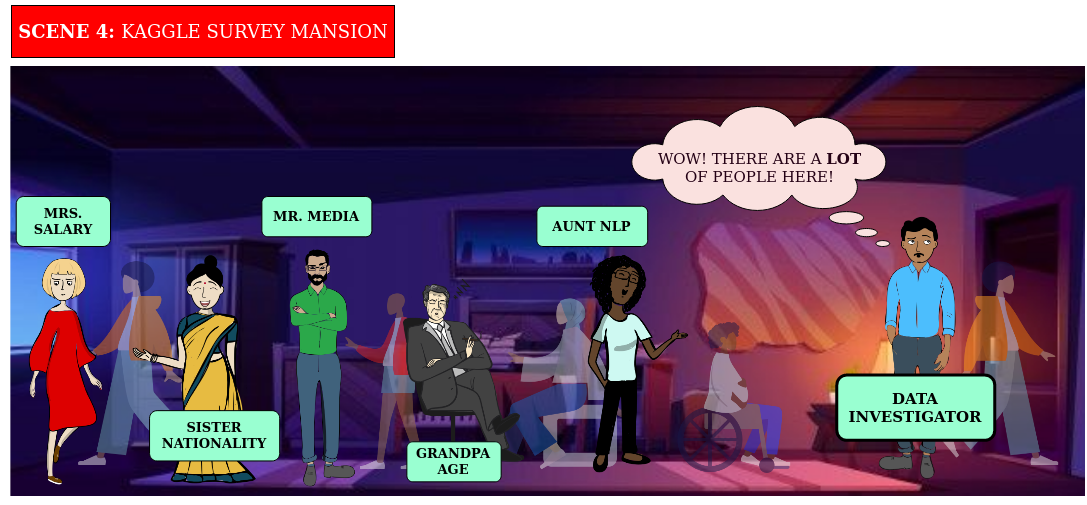 SCENE 4: KAGGLE SURVEY MANSION
WOW! THERE ARE A LOT
OF PEOPLE HERE!
MRS.
SALARY
MR. MEDIA
AUNT NLP
SISTER
NATIONALITY
GRANDPA
AGE
DATA
INVESTIGATOR